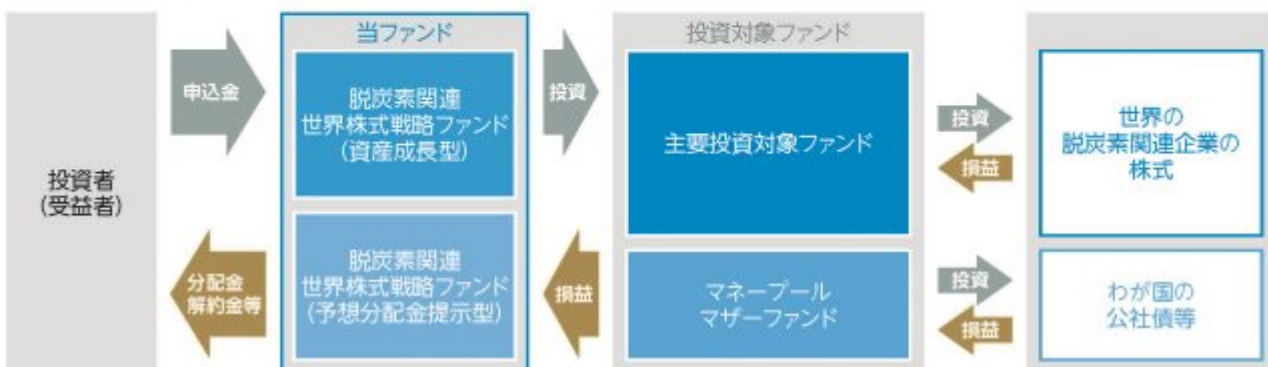 投資者
(受益者)
申込金
分配金
解約金等
当ファンド
脱炭素関連
世界株式戦略ファンド
(資産成長型)
脱炭素関連
世界株式戦略ファンド
(予想分配金提示型)
投資
損益
投資対象ファンド
主要投資対象ファンド
マネープール
マザーファンド
投資
損益
投資
損益
世界の
脱炭素関連企業の
株式
わが国の
公社債等